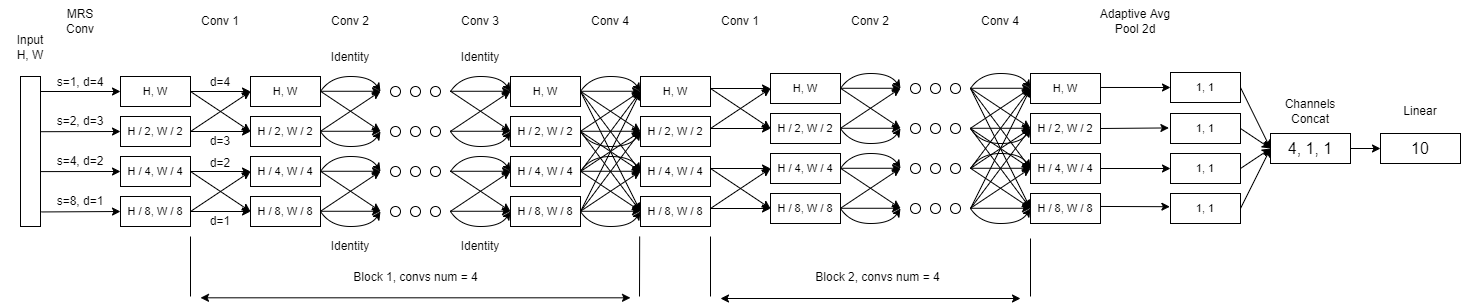 MRS
Conv
Conv 1
Conv 2
Conv 3
Conv 4
Conv 1
Conv 2
Conv 4
Adaptive Avg
Pool 2d
Input
H, W
Identity
Identity
s=1, d=4
H, W
d=4
H, W
H, W
H, W
H, W
H, W
1, 1
s=2, d=3
H / 2, W / 2
d=3
H / 2, W / 2
H / 2, W / 2
H / 2, W / 2
H / 2, W / 2
H / 2, W / 2
1, 1
Channels
Concat
4, 1, 1
Linear
10
s=4, d=2
H / 4, W / 4
d=2
H / 4, W / 4
H / 4, W / 4
H / 4, W / 4
H / 4, W / 4
H / 4, W / 4
1, 1
s=8, d=1
H / 8, W / 8
d=1
H / 8, W / 8
H / 8, W / 8
H / 8, W / 8
H / 8, W / 8
H / 8, W / 8
1, 1
Identity
Identity
Block 1, convs num = 4
Block 2, convs num = 4